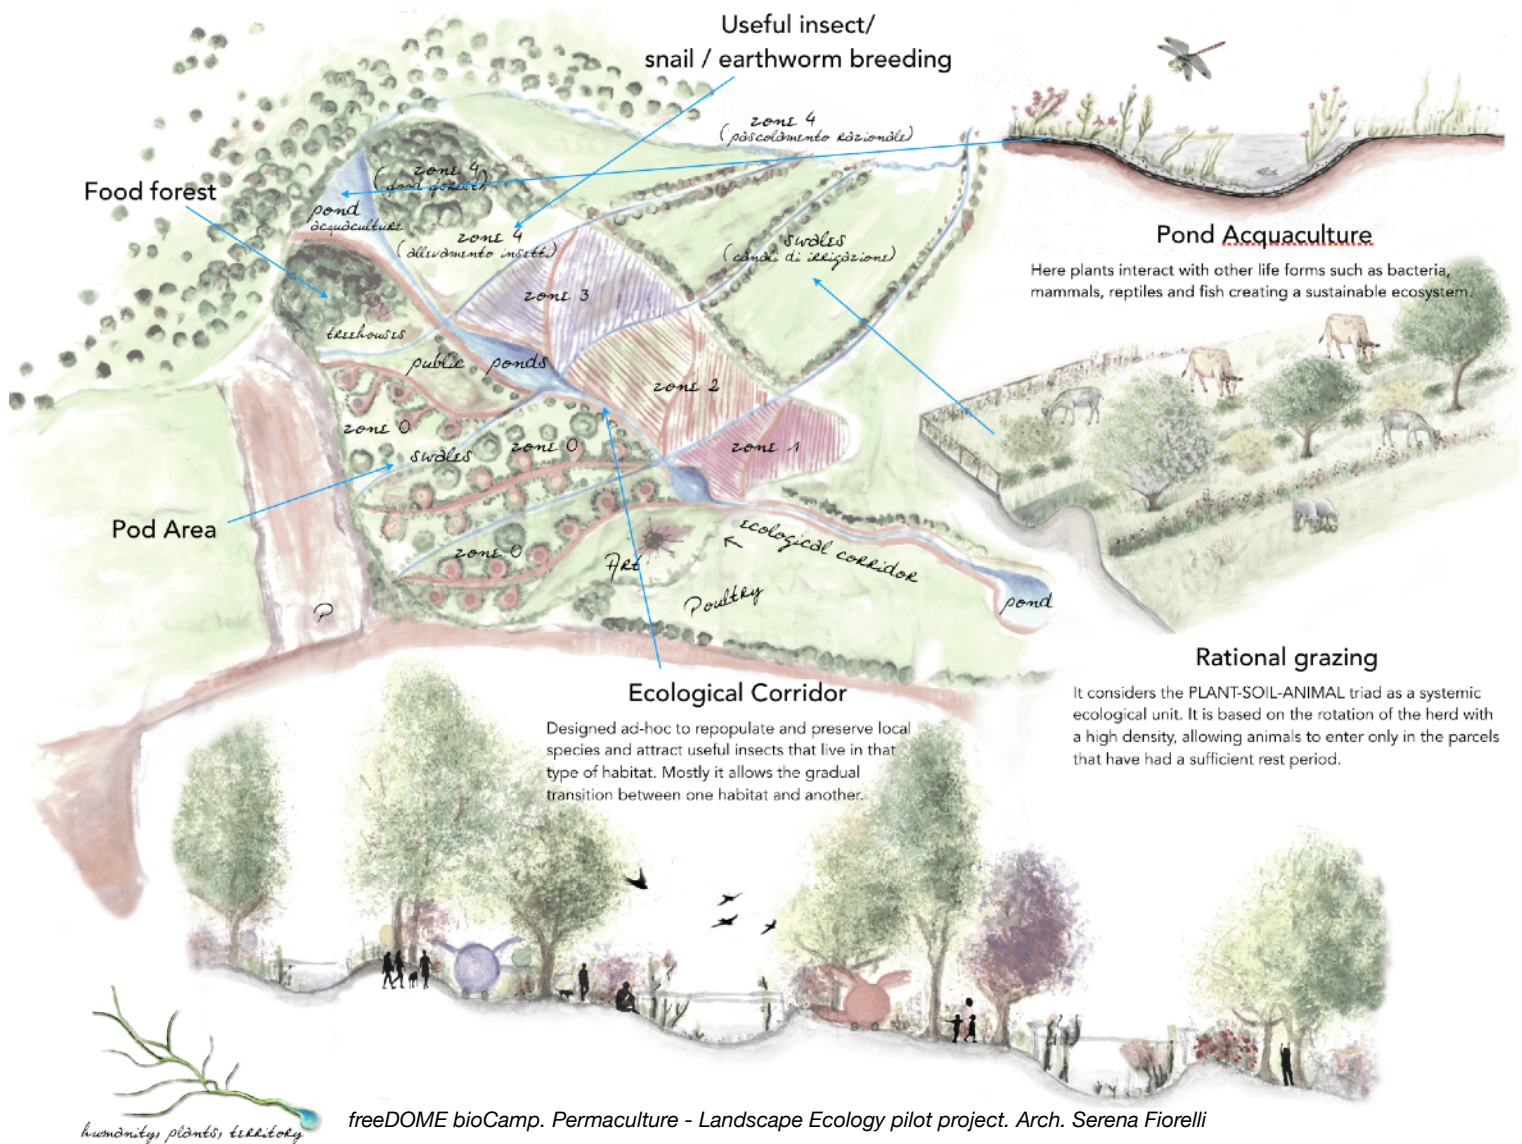 Useful insect/
snail / earthworm breeding
zone 4
(pascolamento razionale)
Food forest
zone 4
(food forest)
pond
acquaculture
zone 4
(allevamento insetti)
swales
(canali di irrigazione)
Pond Acquaculture
Here plants interact with other life forms such as bacteria,
mammals, reptiles and fish creating a sustainable ecosystem.
zone 3
treehouses
public
ponds
zone 2
zone 0
swales
zone 0
zone 1
Pod Area
zone 0
Art
ecological corridor
Poultry
P
pond
Rational grazing
It considers the PLANT-SOIL-ANIMAL triad as a systemic
ecological unit. It is based on the rotation of the herd with
a high density, allowing animals to enter only in the parcels
that have had a sufficient rest period.
Ecological Corridor
Designed ad-hoc to repopulate and preserve local
species and attract useful insects that live in that
type of habitat. Mostly it allows the gradual
transition between one habitat and another.
humanity, plants, territory
freeDOME bioCamp. Permaculture - Landscape Ecology pilot project. Arch. Serena Fiorelli